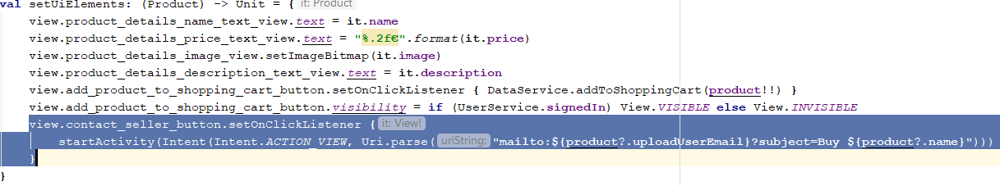 val setUiElements: (Product) -> Unit = { it: Product
view.product_details_name_text_view.text = it.name
view.product_details_price_text_view.text = "%.2f€".format(it.price)
view.product_details_image_view.setImageBitmap(it.image)
view.product_details_description_text_view.text = it.description
view.add_product_to_shopping_cart_button.setOnClickListener { DataService.addToShoppingCart(product!!) }
view.add_product_to_shopping_cart_button.visibility = if (UserService.signedIn) View.VISIBLE else View.INVISIBLE
view.contact_seller_button.setOnClickListener { it: View!
startActivity(Intent(Intent.ACTION_VIEW, Uri.parse( uriString: "mailto:${product?.uploadUserEmail}?subject=Buy ${product?.name}")))
}
}